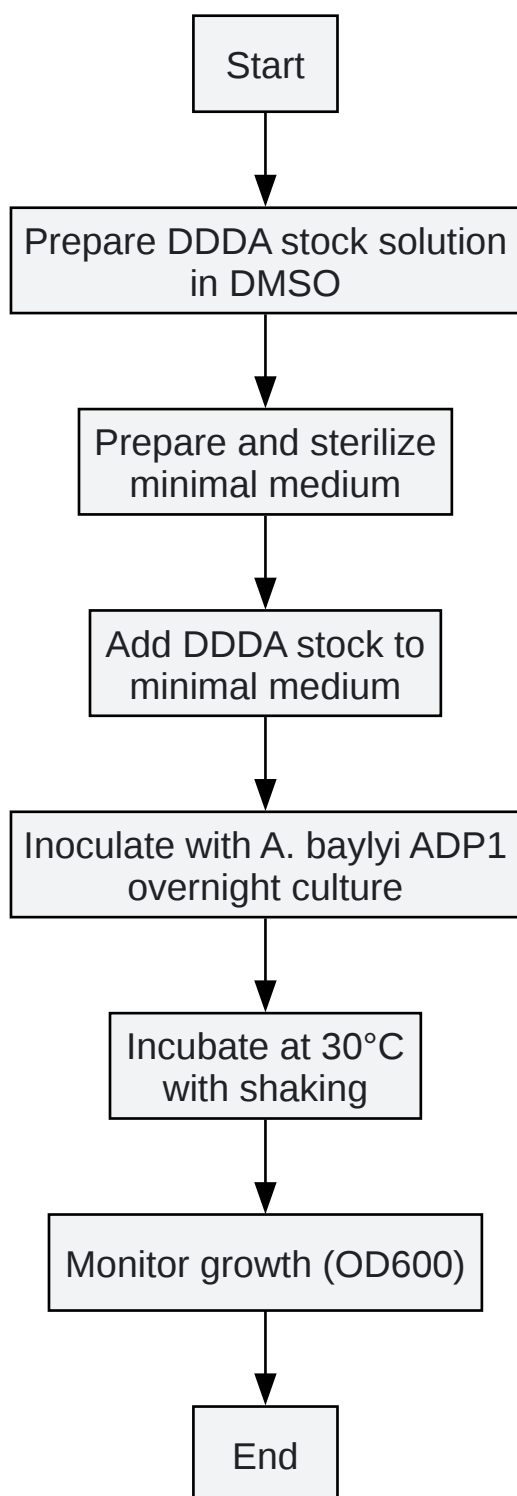 Start
Prepare DDDA stock solution
in DMSO
Prepare and sterilize
minimal medium
Add DDDA stock to
minimal medium
Inoculate with A. baylyi ADP1
overnight culture
Incubate at 30°C
with shaking
Monitor growth (OD600)
End